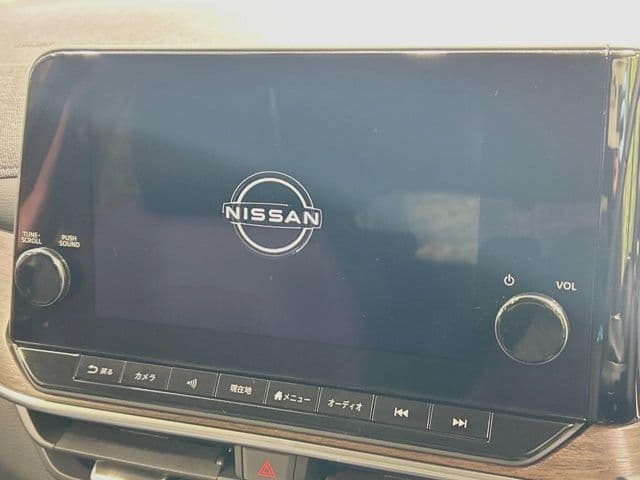 NISSAN
TUNE·
SCROLL
PUSH
SOUND
VOL
戻る
カメラ
現在地
メニュー
オーディオ